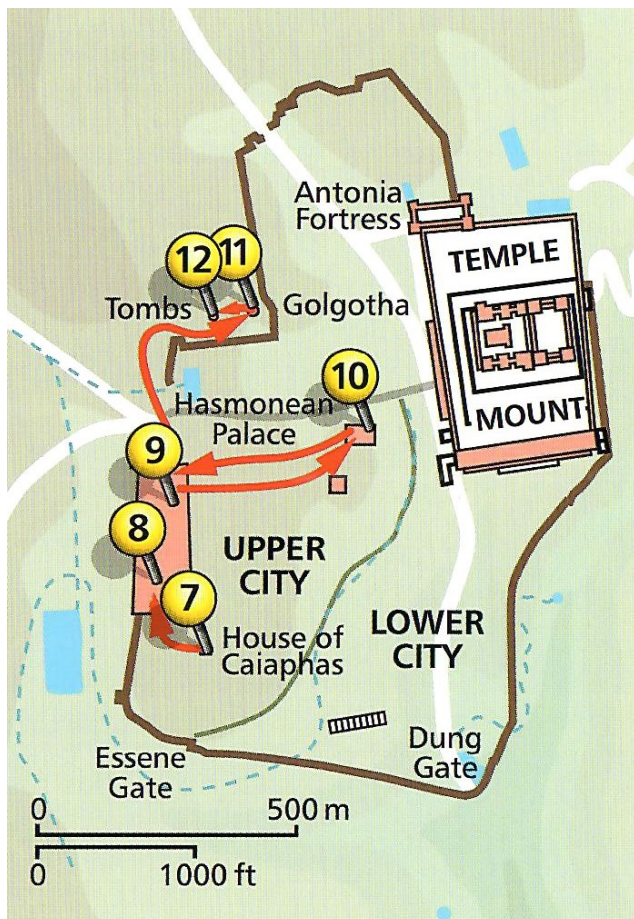 Antonia
Fortress
TEMPLE
MOUNT
12
11
Tombs
Golgotha
10
Hasmonean
Palace
9
8
7
UPPER
CITY
LOWER
CITY
House of
Caiaphas
Essene
Gate
Dung
Gate
0
500 m
0
1000 ft